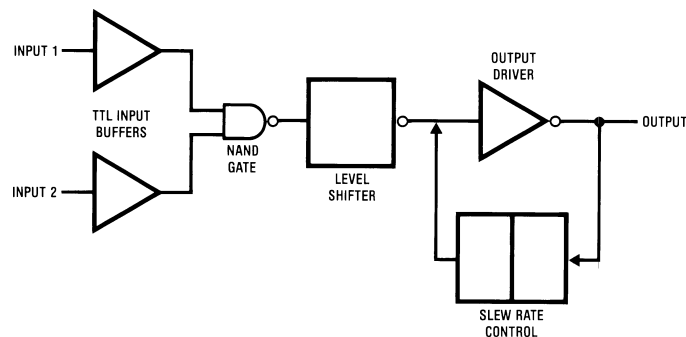 INPUT 1
TTL INPUT
BUFFERS
INPUT 2
NAND
GATE
LEVEL
SHIFTER
OUTPUT
DRIVER
OUTPUT
SLEW RATE
CONTROL